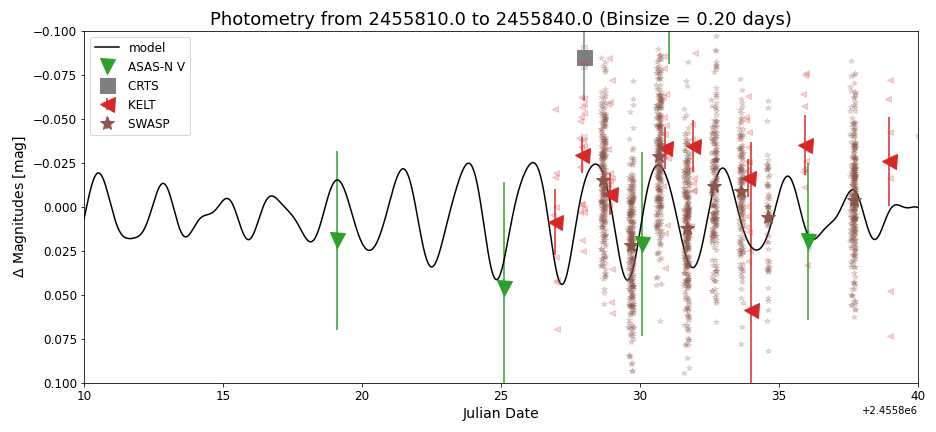 Photometry from 2455810.0 to 2455840.0 (Binsize = 0.20 days)
model
ASAS-N V
CRTS
KELT
SWASP
−0.100
−0.075
−0.050
−0.025
0.000
0.025
0.050
0.075
0.100
Δ Magnitudes [mag]
10
15
20
25
30
35
40
+2.4558e6
Julian Date